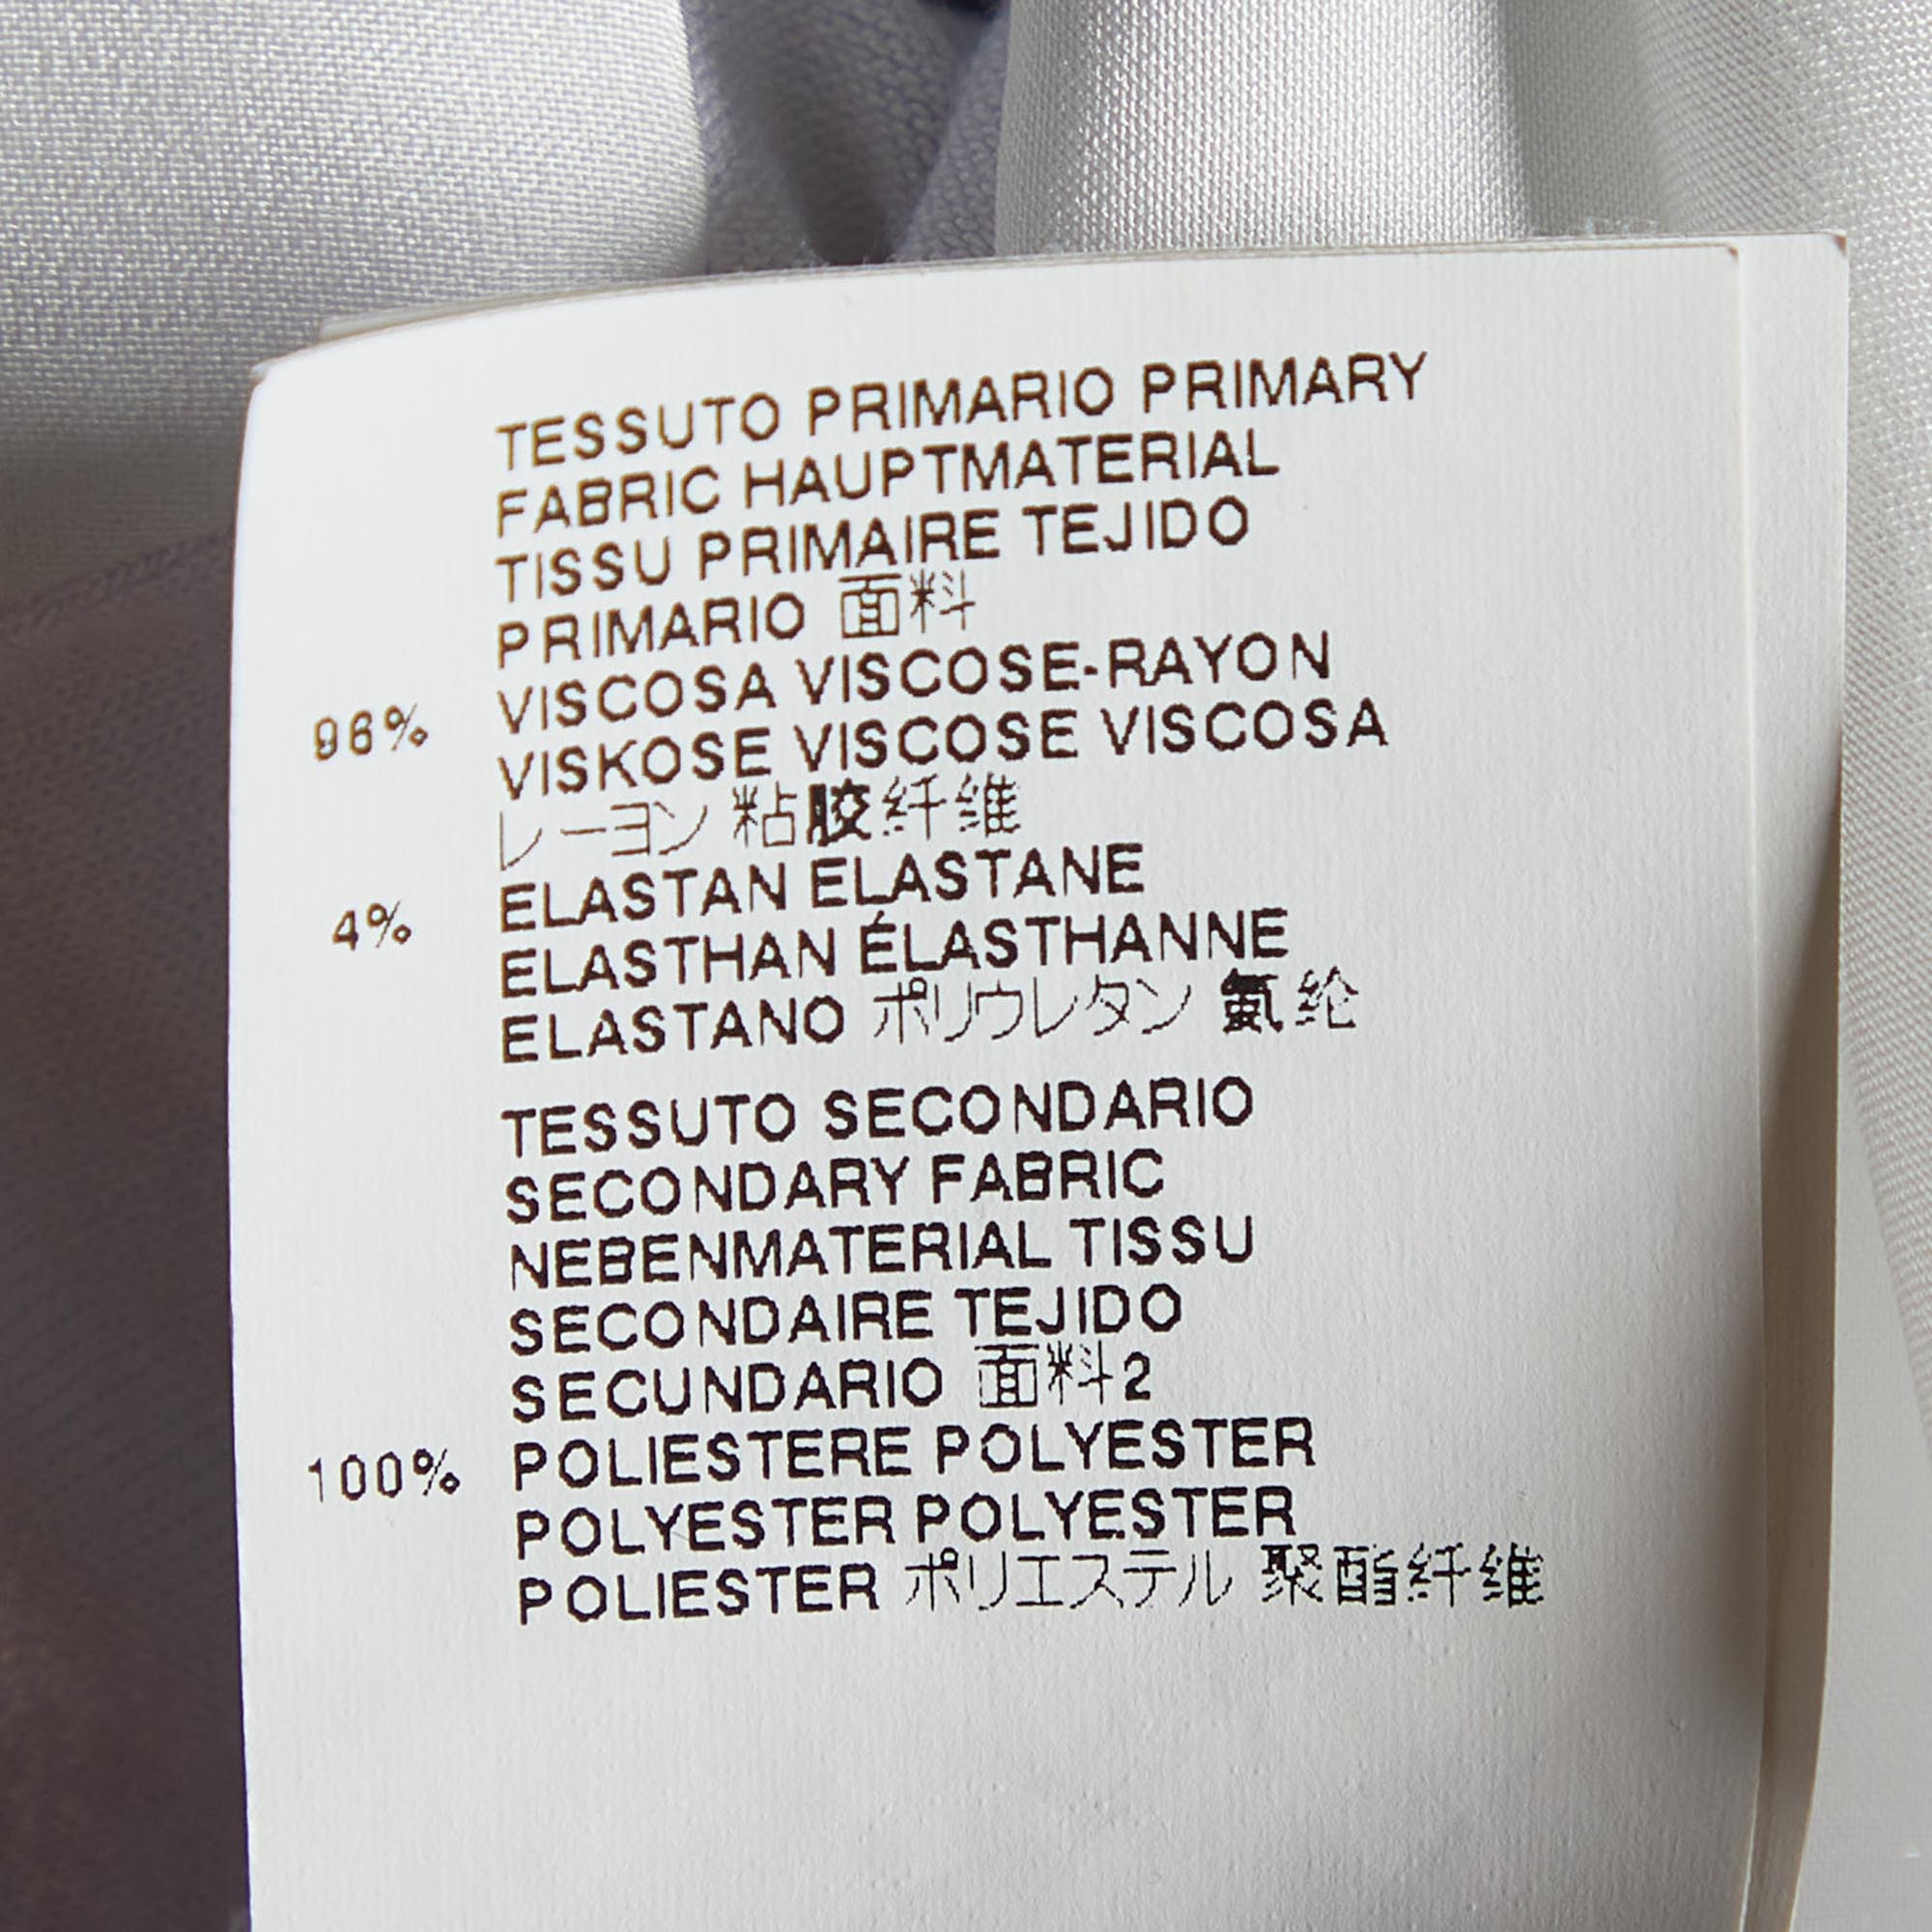 TESSUTO PRIMARIO PRIMARY
FABRIC HAUPTMATERIAL
TISSU PRIMAIRE TEJIDO
PRIMARIO 面料
96% VISCOSA VISCOSE-RAYON
VISKOSE VISCOSE VISCOSA
レーヨン 粘胶纤维
4% ELASTAN ELASTANE
ELASTHAN ÉLASTHANNE
ELASTANO ポリウレタン 氨纶
TESSUTO SECONDARIO
SECONDARY FABRIC
NEBENMATERIAL TISSU
SECONDAIRE TEJIDO
SECUNDARIO 面料2
100% POLIESTERE POLYESTER
POLYESTER POLYESTER
POLIESTER ポリエステル 聚酯纤维